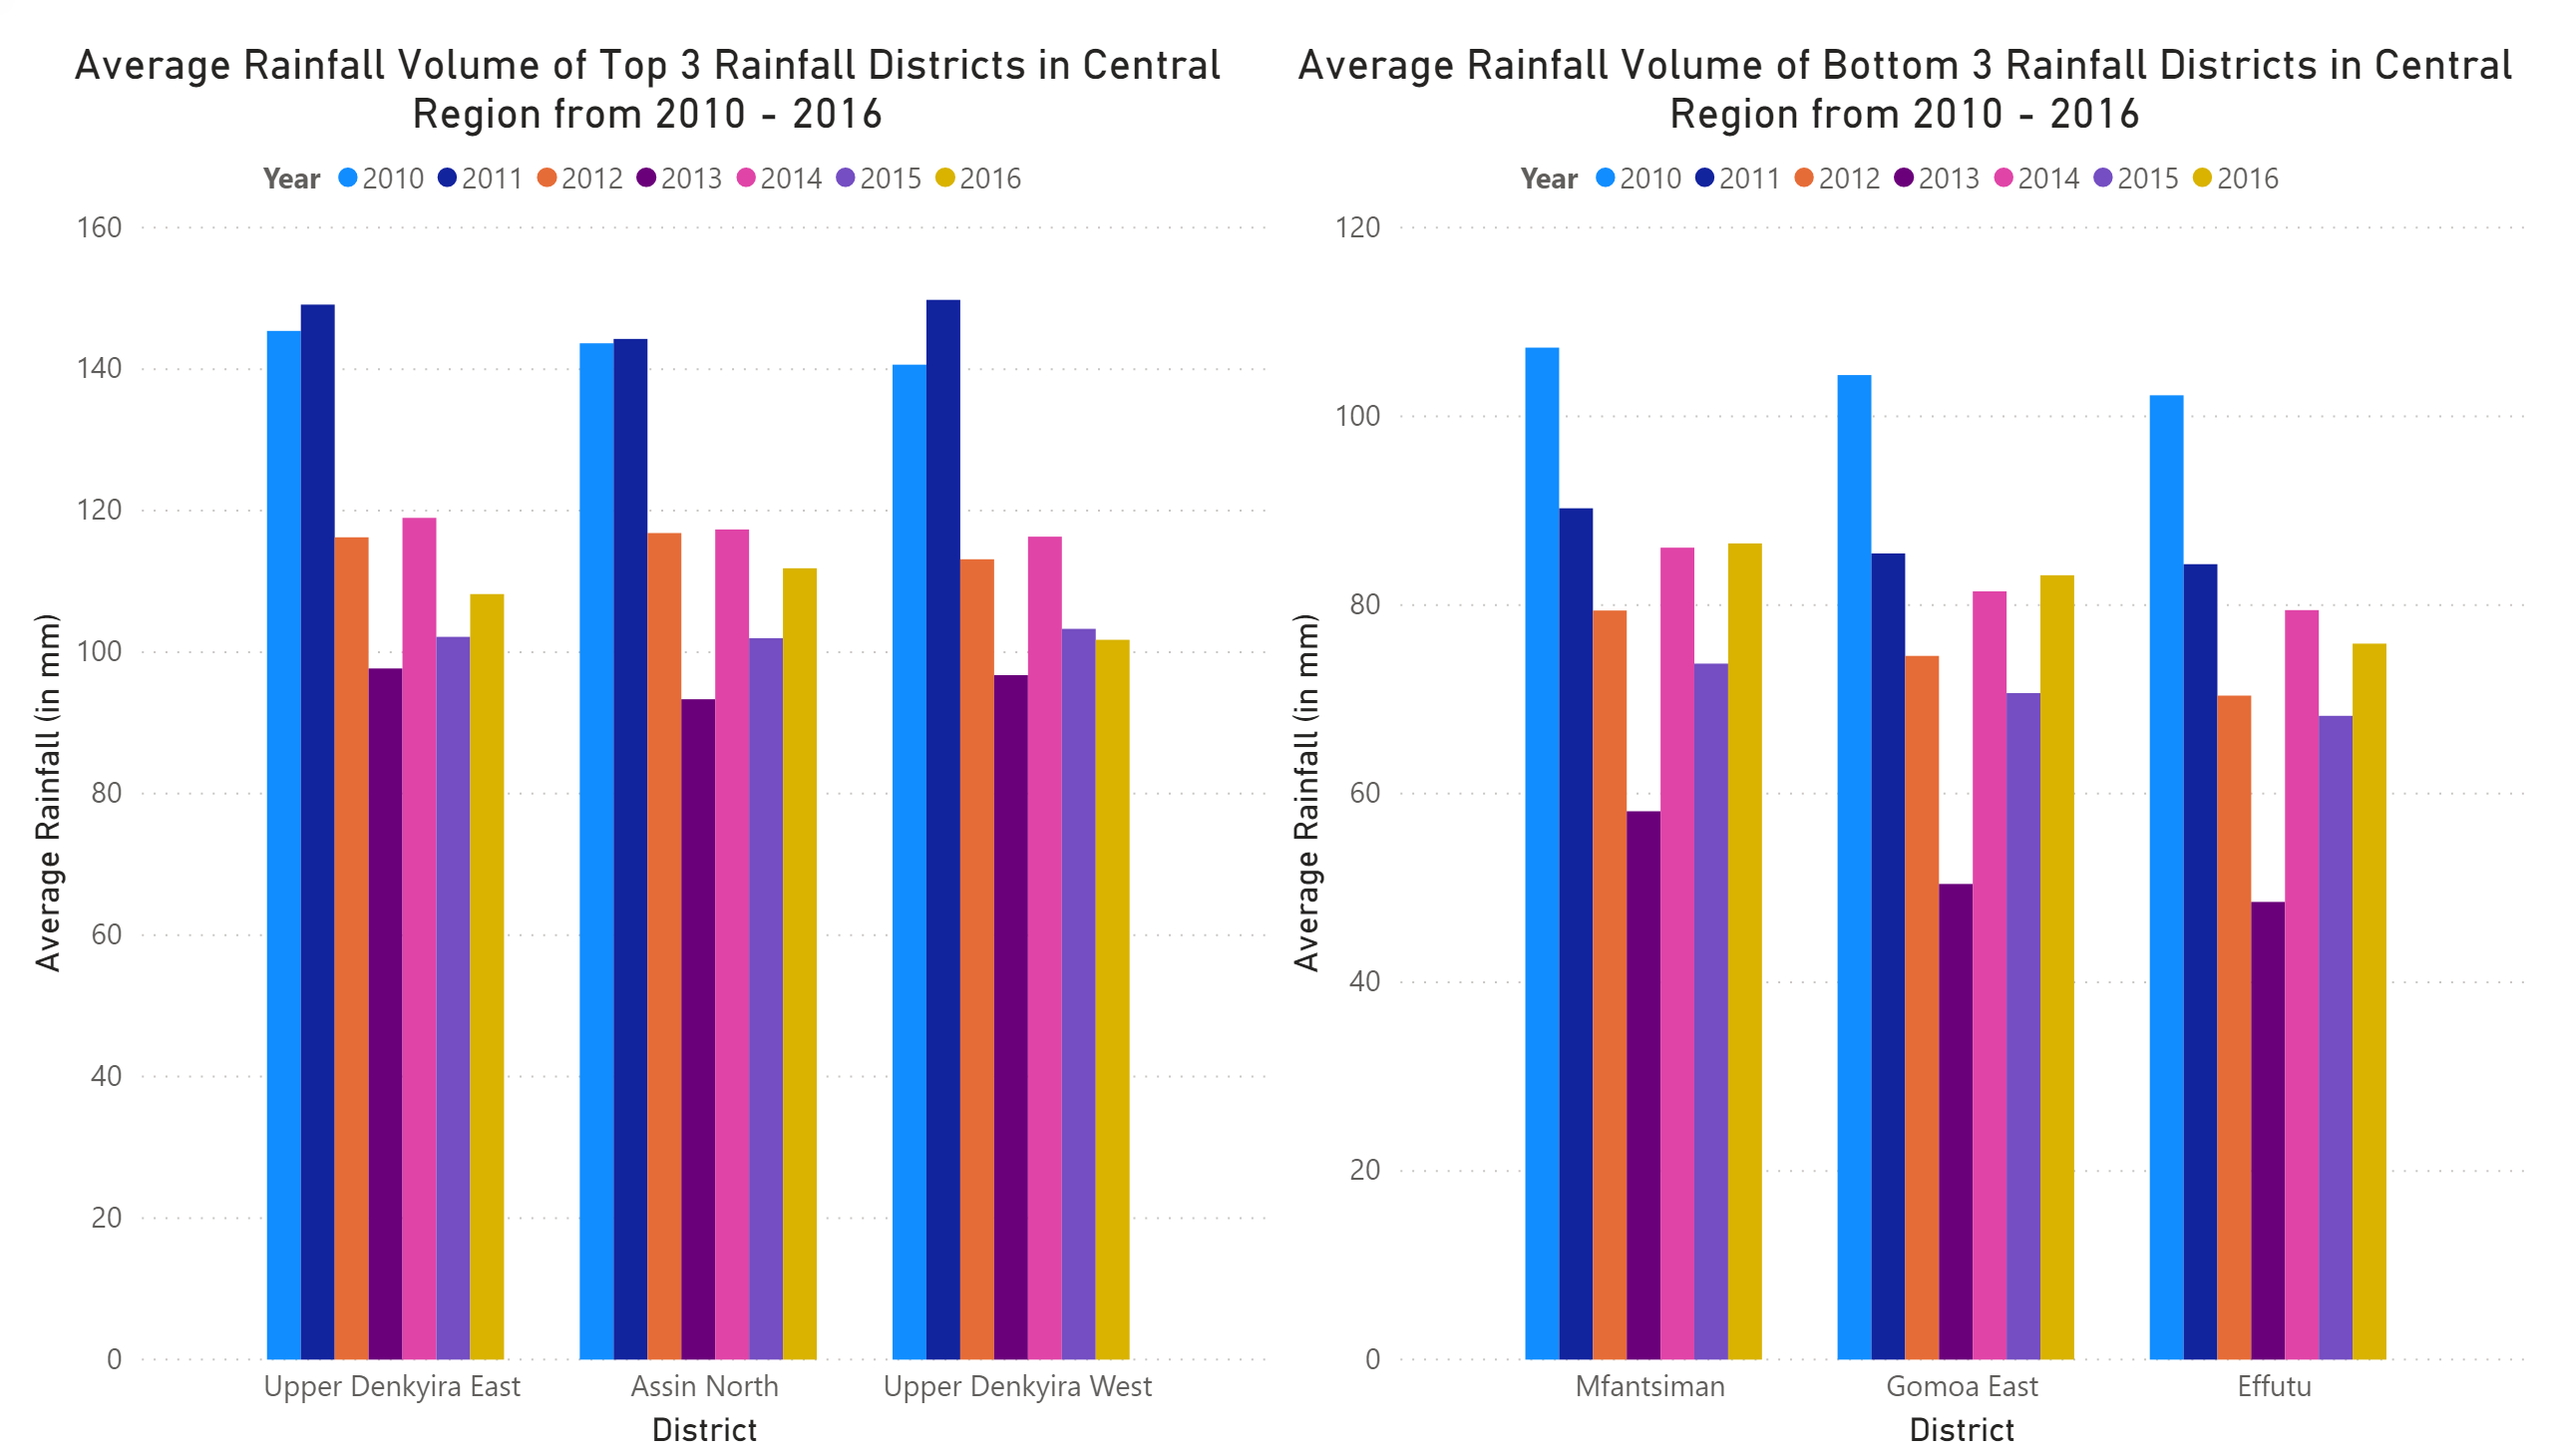 Average Rainfall Volume of Top 3 Rainfall Districts in Central
Region from 2010 - 2016
Year 2010 2011 2012 2013 2014 2015 2016
160
140
120
100
80
60
40
20
0
Average Rainfall (in mm)
Upper Denkyira East Assin North Upper Denkyira West
District
Average Rainfall Volume of Bottom 3 Rainfall Districts in Central
Region from 2010 - 2016
Year 2010 2011 2012 2013 2014 2015 2016
120
100
80
60
40
20
0
Average Rainfall (in mm)
Mfantsiman Gomoa East Effutu
District